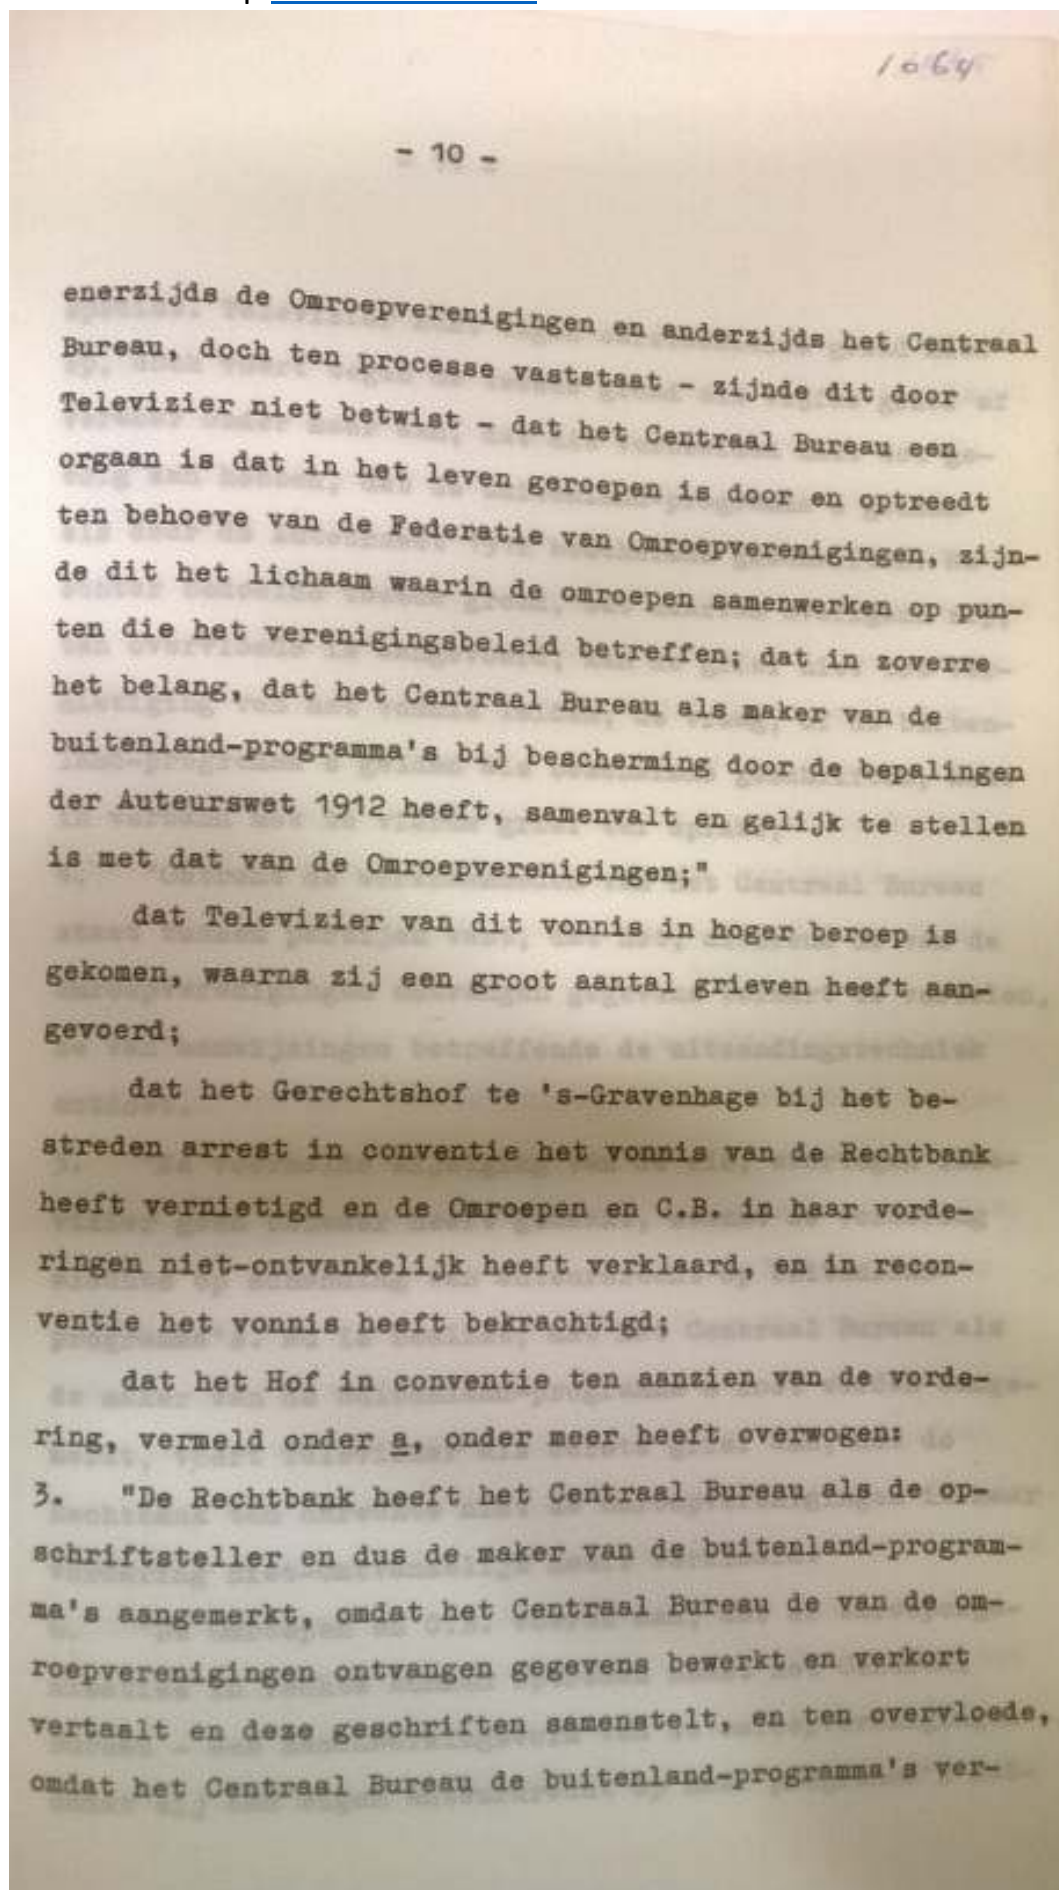 1064
- 10 -
enerzijds de Omroepverenigingen en anderzijds het Centraal
Bureau, doch ten processe vaststaat - zijnde dit door
Televizier niet betwist - dat het Centraal Bureau een
orgaan is dat in het leven geroepen is door en optreedt
ten behoeve van de Federatie van Omroepverenigingen, zijn-
de dit het lichaam waarin de omroepen samenwerken op pun-
ten die het verenigingsbeleid betreffen; dat in zoverre
het belang, dat het Centraal Bureau als maker van de
buitenland-programma's bij bescherming door de bepalingen
der Auteurswet 1912 heeft, samenvalt en gelijk te stellen
is met dat van de Omroepverenigingen;"
dat Televizier van dit vonnis in hoger beroep is
gekomen, waarna zij een groot aantal grieven heeft aan-
gevoerd;
dat het Gerechtshof te 's-Gravenhage bij het be-
streden arrest in conventie het vonnis van de Rechtbank
heeft vernietigd en de Omroepen en C.B. in haar vorde-
ringen niet-ontvankelijk heeft verklaard, en in recon-
ventie het vonnis heeft bekrachtigd;
dat het Hof in conventie ten aanzien van de vorde-
ring, vermeld onder a, onder meer heeft overwogen:
3. "De Rechtbank heeft het Centraal Bureau als de op-
schriftsteller en dus de maker van de buitenland-program-
ma's aangemerkt, omdat het Centraal Bureau de van de om-
roepverenigingen ontvangen gegevens bewerkt en verkort
vertaalt en deze geschriften samenstelt, en ten overvloede,
omdat het Centraal Bureau de buitenland-programma's ver-